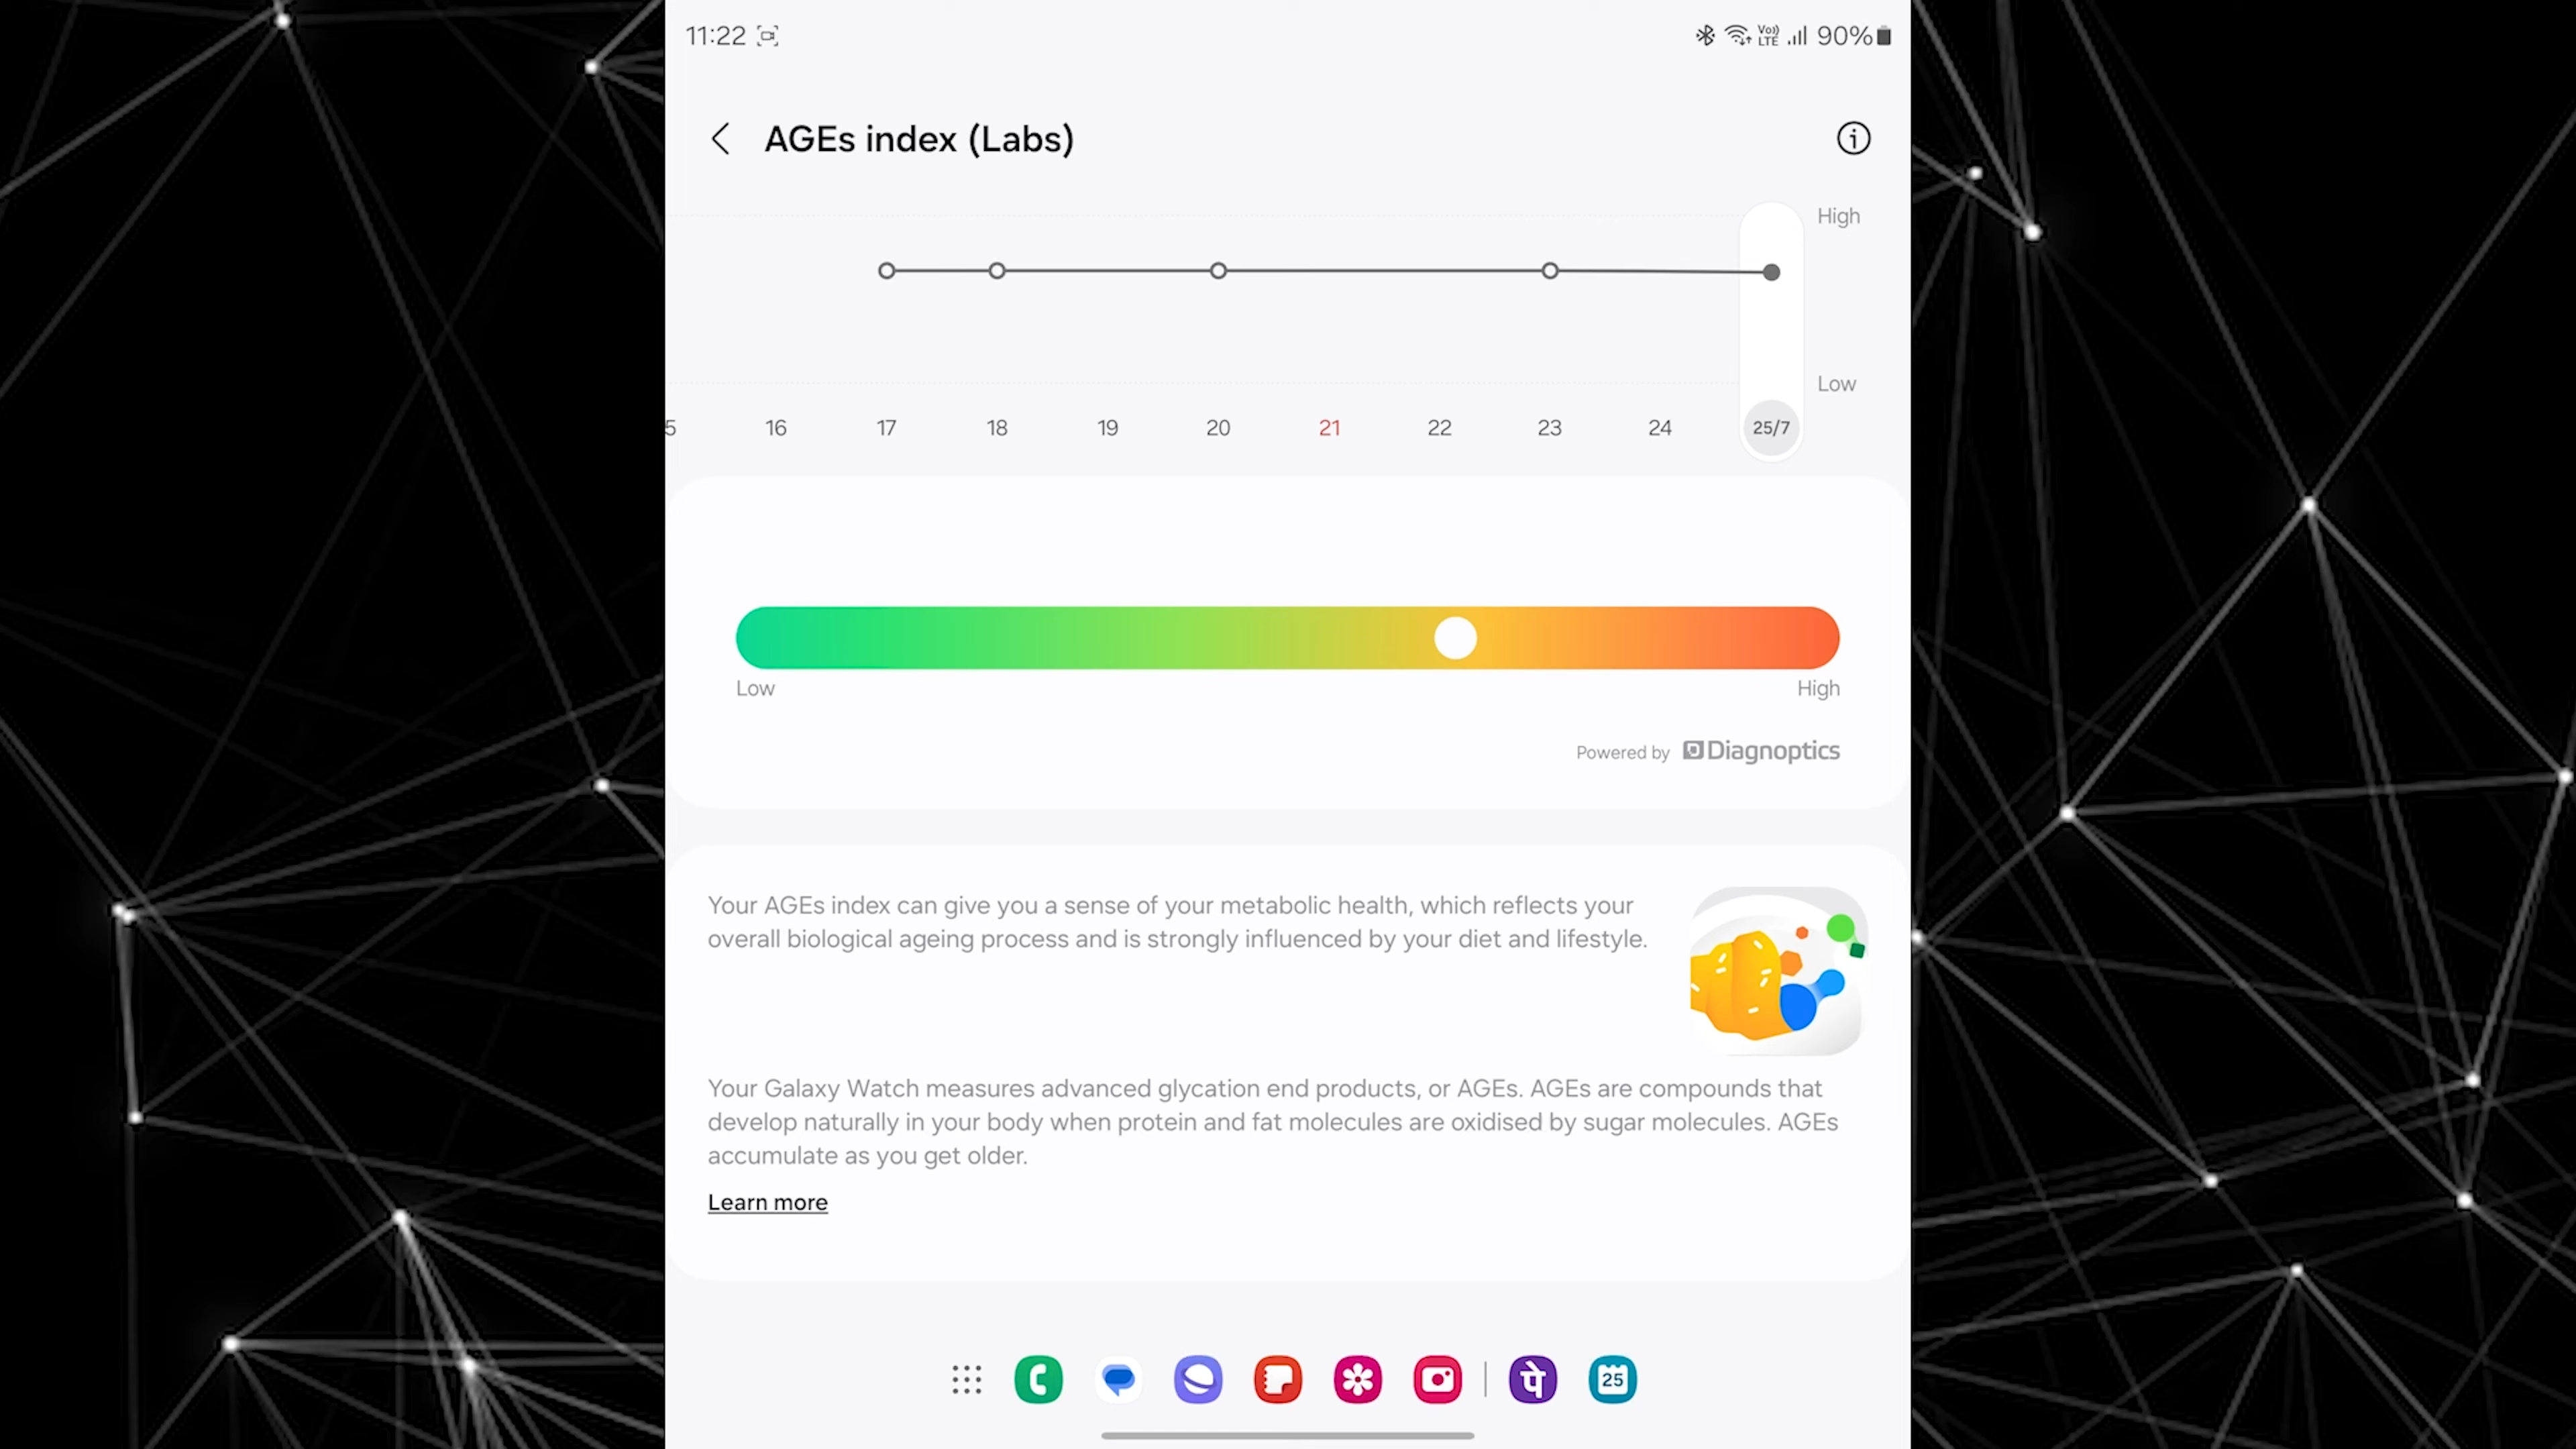 11:22 Vo)) LTE 90%
AGEs index (Labs)
High
Low
5 16 17 18 19 20 21 22 23 24 25/7
Low High
Powered by Diagnoptics
Your AGEs index can give you a sense of your metabolic health, which reflects your
overall biological ageing process and is strongly influenced by your diet and lifestyle.
Your Galaxy Watch measures advanced glycation end products, or AGEs. AGEs are compounds that
develop naturally in your body when protein and fat molecules are oxidised by sugar molecules. AGEs
accumulate as you get older.
Learn more
पे 25